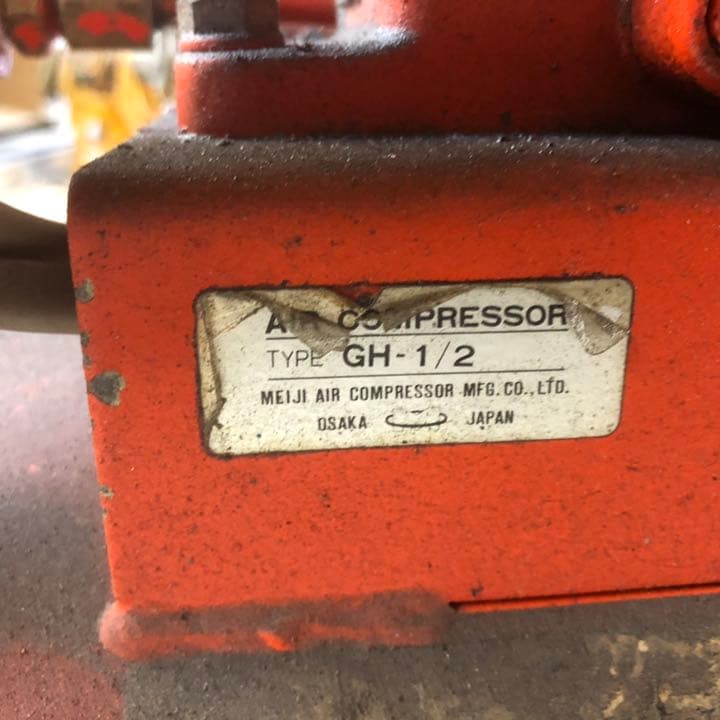 AIR COMPRESSOR
TYPE GH-1/2
MEIJI AIR COMPRESSOR MFG. CO., LTD.
OSAKA JAPAN